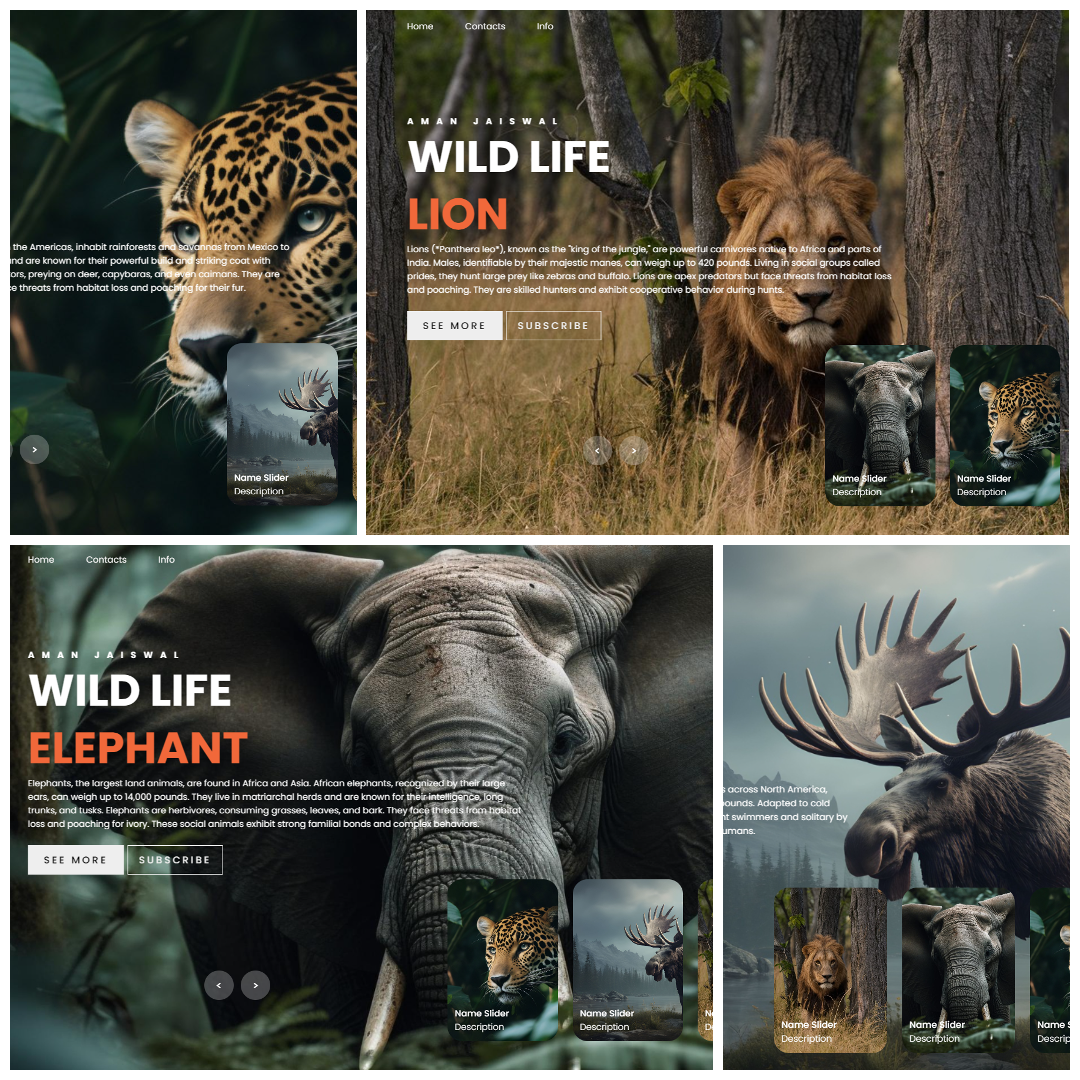 the Americas, inhabit rainforests and savannas from Mexico to
nd are known for their powerful build and striking coat with
ors, preying on deer, capybaras, and even caimans. They are
e threats from habitat loss and poaching for their fur.
>
Name Slider
Description
Home Contacts Info
AMAN JAISWAL
WILD LIFE
LION
Lions (*Panthera leo*), known as the "king of the jungle," are powerful carnivores native to Africa and parts of
India. Males, identifiable by their majestic manes, can weigh up to 420 pounds. Living in social groups called
prides, they hunt large prey like zebras and buffalo. Lions are apex predators but face threats from habitat loss
and poaching. They are skilled hunters and exhibit cooperative behavior during hunts.
SEE MORE SUBSCRIBE
< >
Name Slider Name Slider
Description Description
Home Contacts Info
AMAN JAISWAL
WILD LIFE
ELEPHANT
Elephants, the largest land animals, are found in Africa and Asia. African elephants, recognized by their large
ears, can weigh up to 14,000 pounds. They live in matriarchal herds and are known for their intelligence, long
trunks, and tusks. Elephants are herbivores, consuming grasses, leaves, and bark. They face threats from habitat
loss and poaching for ivory. These social animals exhibit strong familial bonds and complex behaviors.
SEE MORE SUBSCRIBE
< >
Name Slider Name Slider N
Description Description De
s across North America,
ounds. Adapted to cold
nt swimmers and solitary by
umans.
Name Slider Name Slider Name S
Description Description Descrip